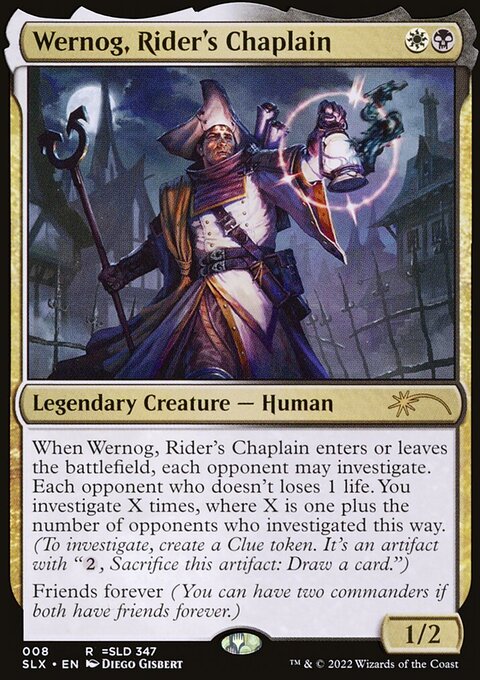 Wernog, Rider's Chaplain
Legendary Creature — Human
When Wernog, Rider's Chaplain enters or leaves
the battlefield, each opponent may investigate.
Each opponent who doesn't loses 1 life. You
investigate X times, where X is one plus the
number of opponents who investigated this way.
(To investigate, create a Clue token. It's an artifact
with “2, Sacrifice this artifact: Draw a card.”)
Friends forever (You can have two commanders if
both have friends forever.)
1/2
008 R =SLD 347
SLX • EN Diego Gisbert
™ & © 2022 Wizards of the Coast